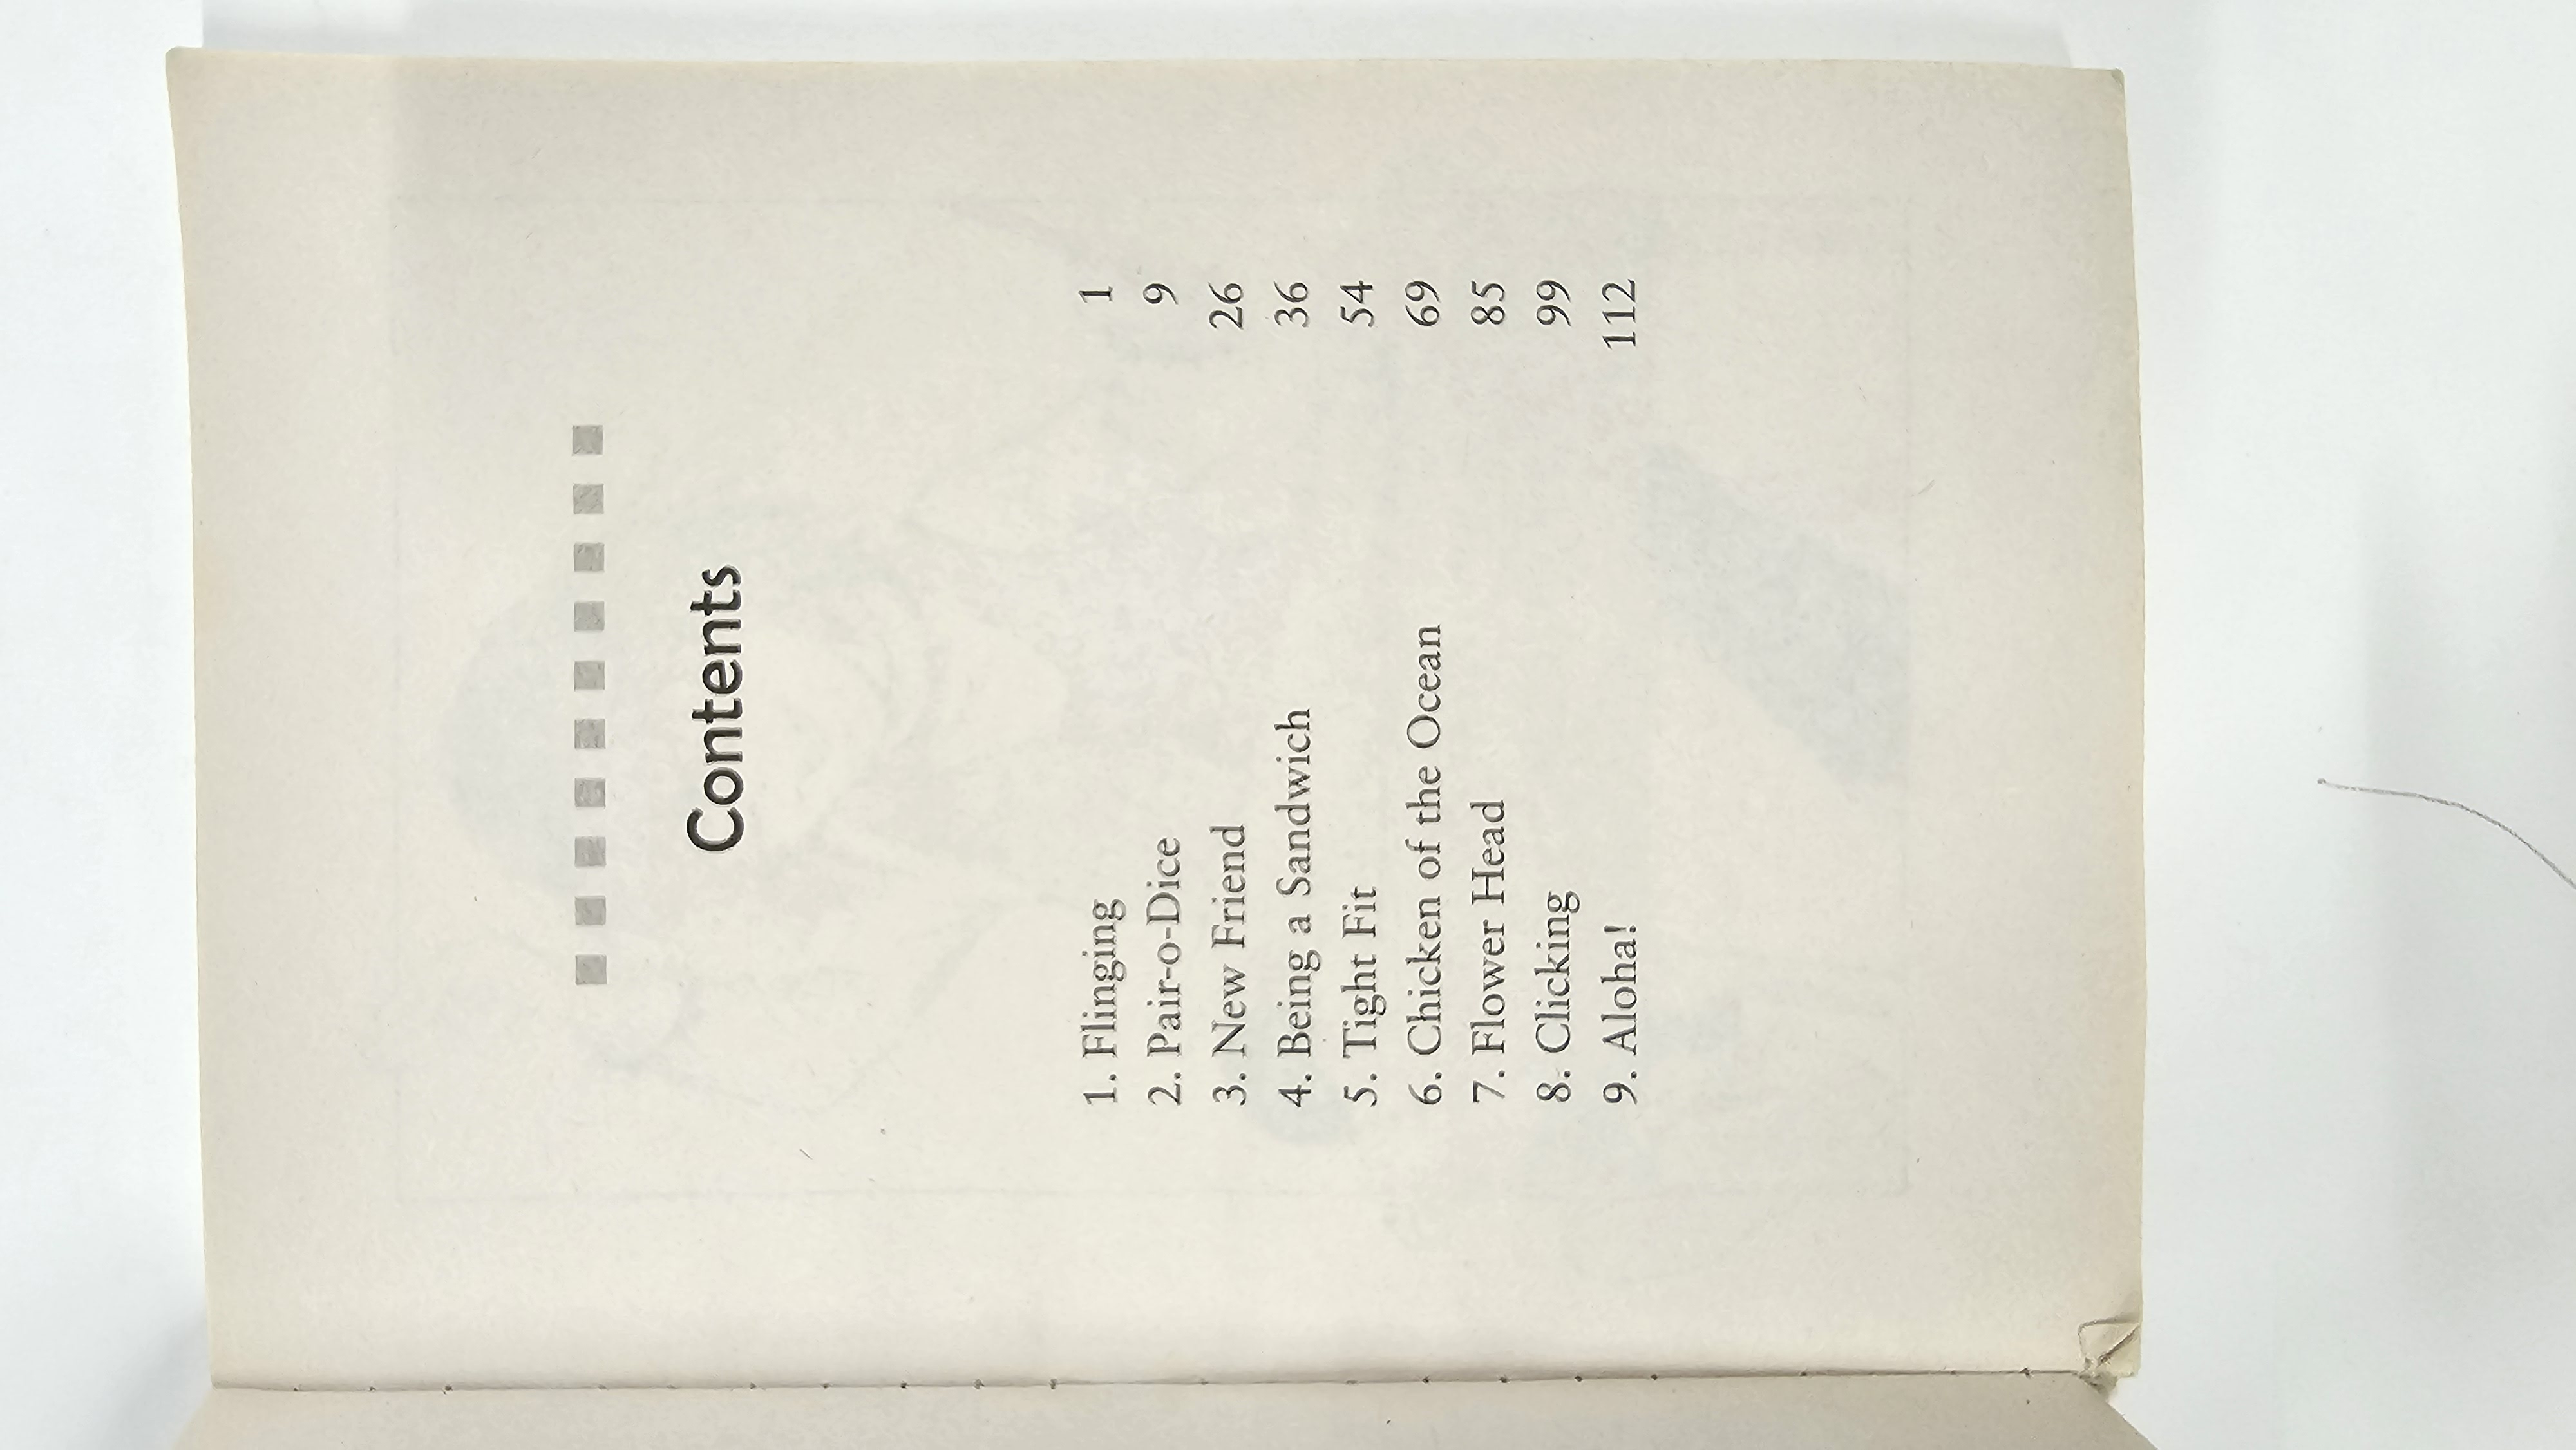 Contents
1. Flinging 1
2. Pair-o-Dice 9
3. New Friend 26
4. Being a Sandwich 36
5. Tight Fit 54
6. Chicken of the Ocean 69
7. Flower Head 85
8. Clicking 99
9. Aloha! 112